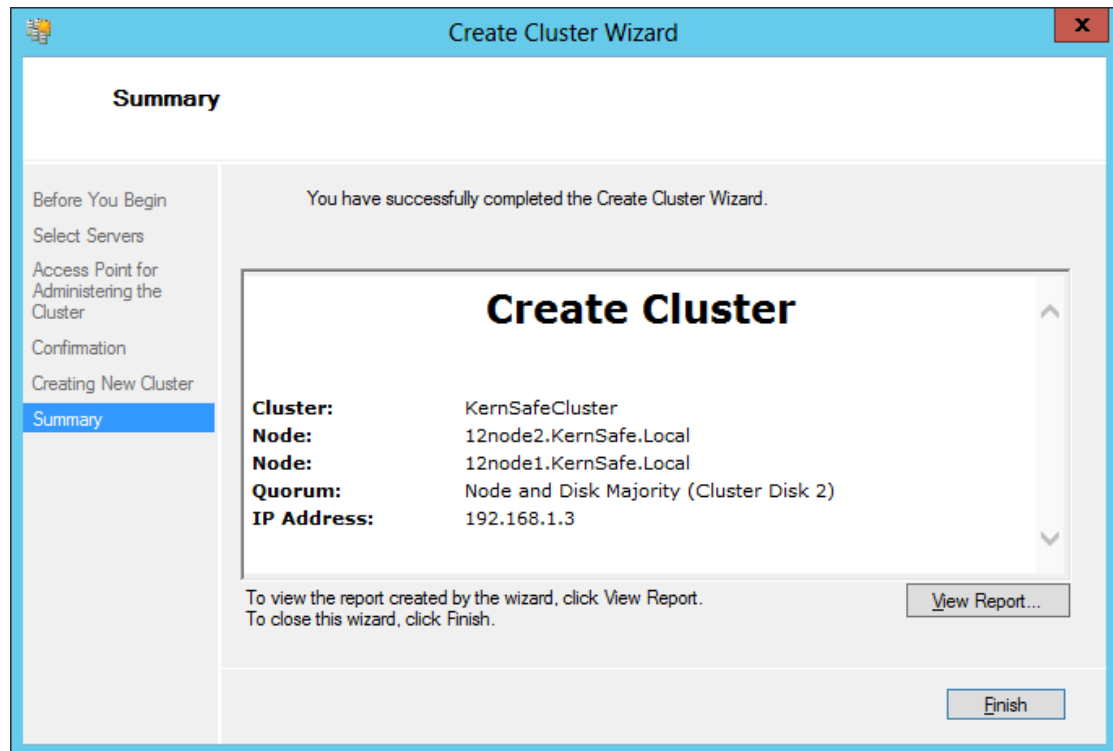 Create Cluster Wizard
x
Summary
Before You Begin
Select Servers
Access Point for
Administering the
Cluster
Confirmation
Creating New Cluster
Summary
You have successfully completed the Create Cluster Wizard.
Create Cluster
Cluster: KernSafeCluster
Node: 12node2.KernSafe.Local
Node: 12node1.KernSafe.Local
Quorum: Node and Disk Majority (Cluster Disk 2)
IP Address: 192.168.1.3
To view the report created by the wizard, click View Report.
To close this wizard, click Finish.
View Report...
Finish